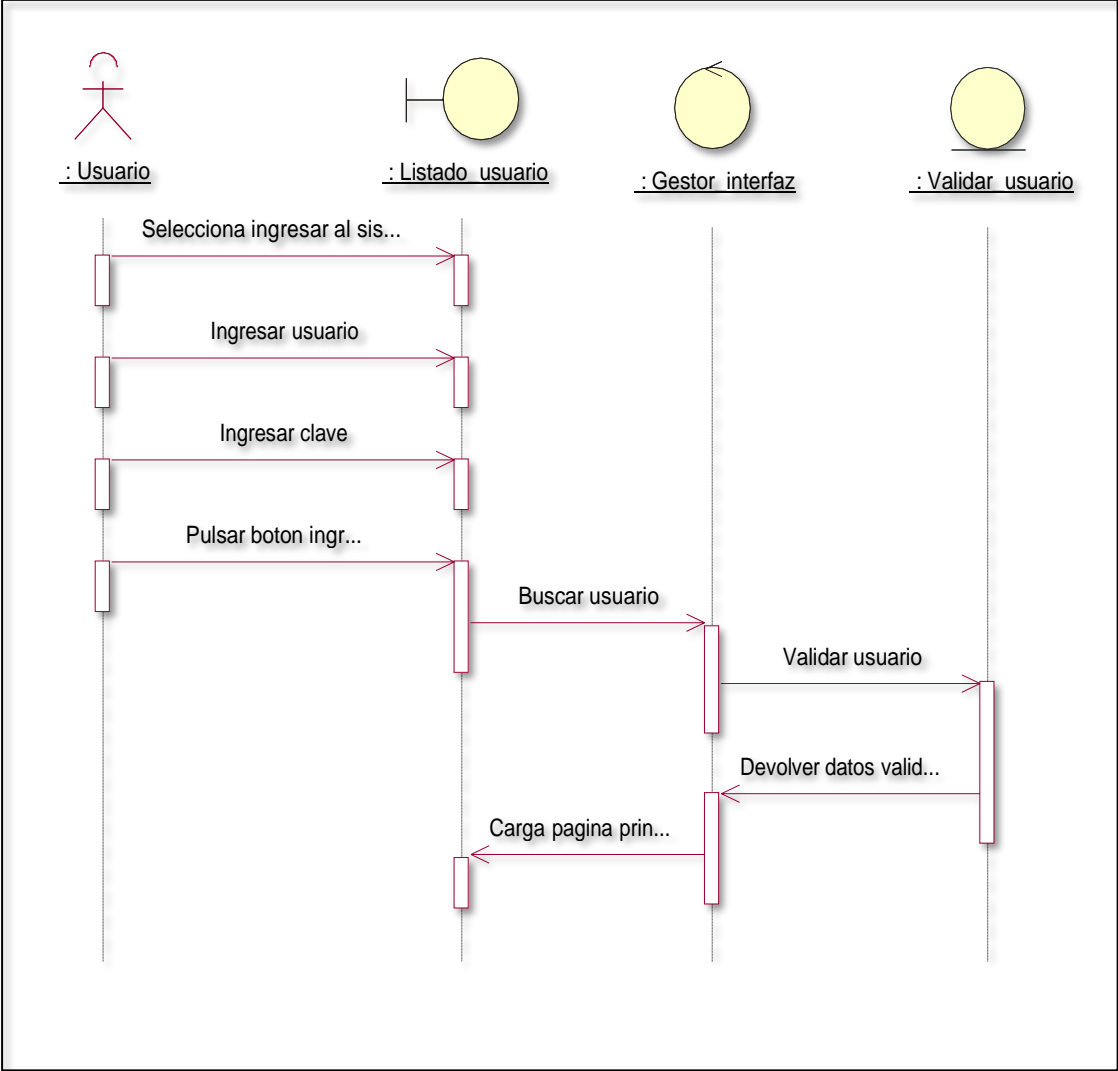 : Usuario
: Listado_usuario
: Gestor_interfaz
: Validar_usuario
Selecciona ingresar al sis...
Ingresar usuario
Ingresar clave
Pulsar boton ingr...
Buscar usuario
Validar usuario
Devolver datos valid...
Carga pagina prin...